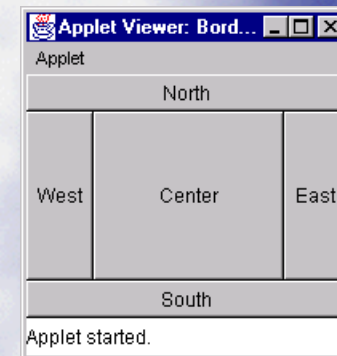 Applet Viewer: Bord...
Applet
North
West Center East
South
Applet started.